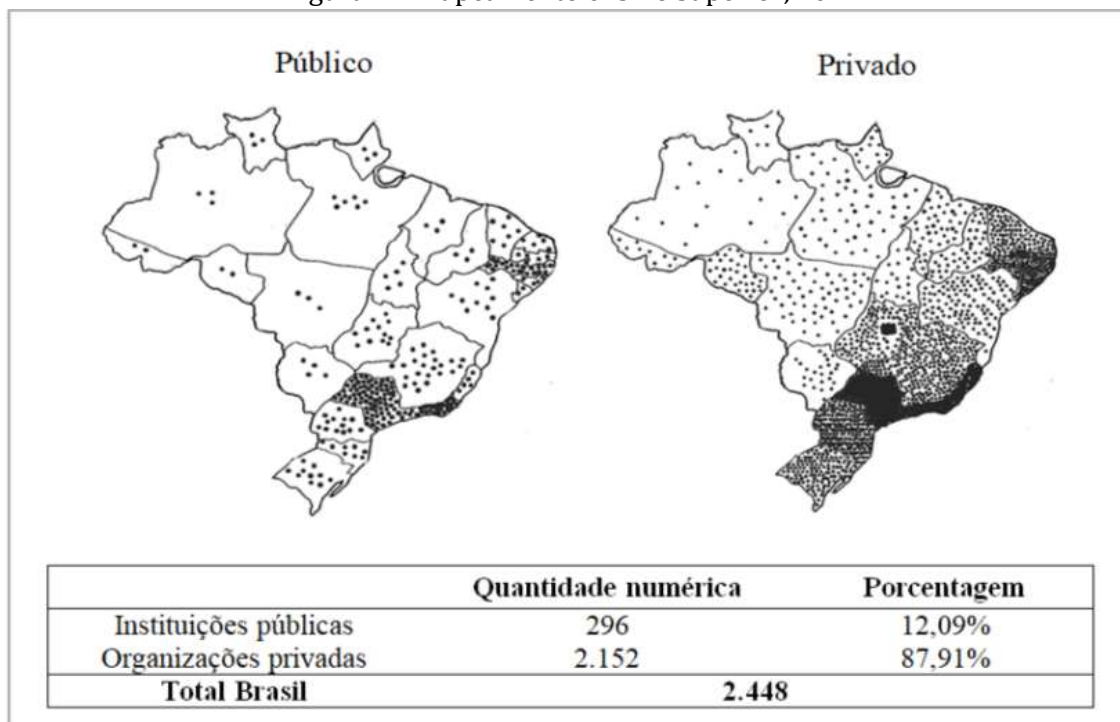 Público
Privado
Quantidade numérica Porcentagem
Instituições públicas 296 12,09%
Organizações privadas 2.152 87,91%
Total Brasil 2.448